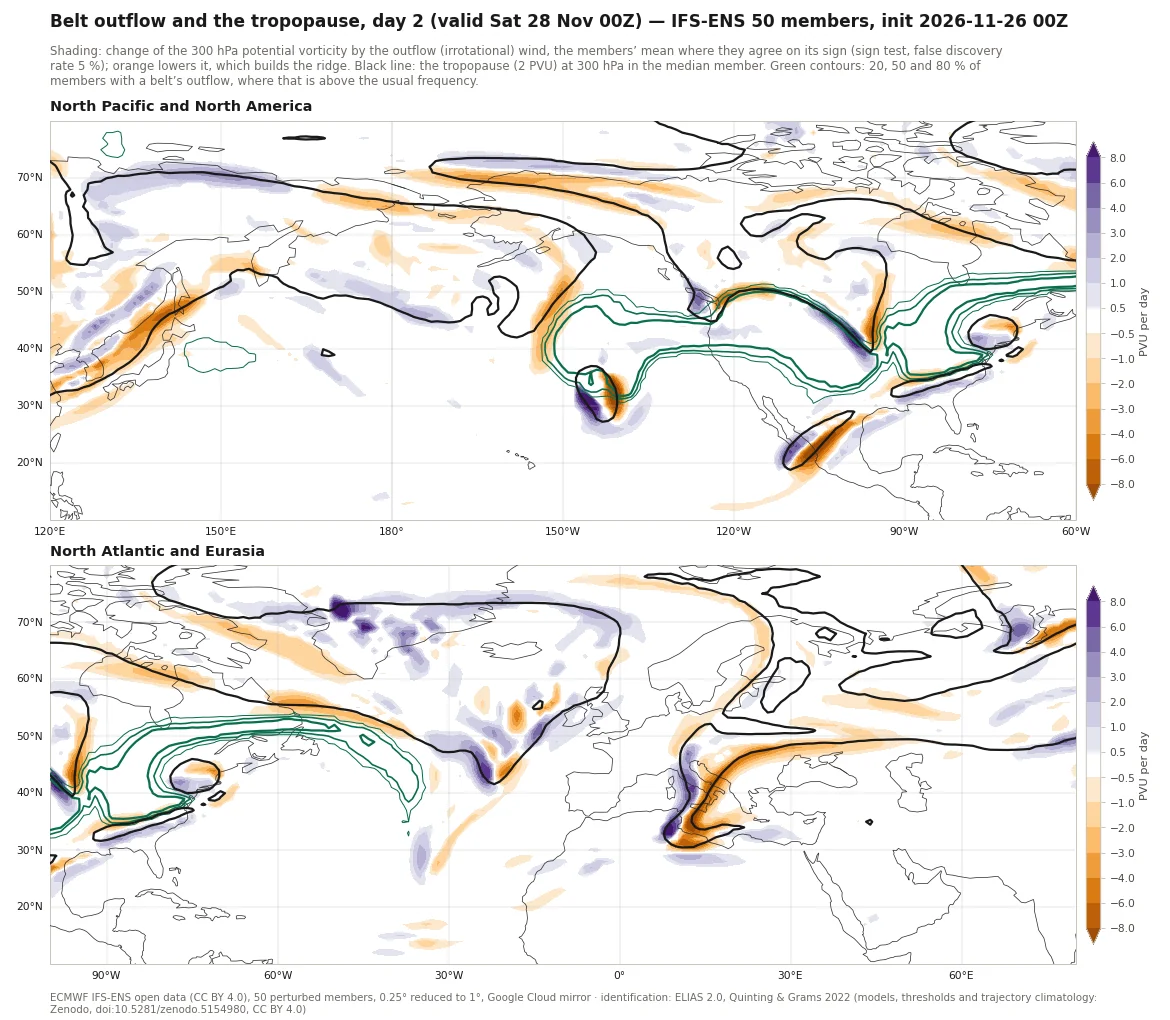 Belt outflow and the tropopause, day 2 (valid Sat 28 Nov 00Z) — IFS-ENS 50 members, init 2026-11-26 00Z
Shading: change of the 300 hPa potential vorticity by the outflow (irrotational) wind, the members’ mean where they agree on its sign (sign test, false discovery
rate 5 %); orange lowers it, which builds the ridge. Black line: the tropopause (2 PVU) at 300 hPa in the median member. Green contours: 20, 50 and 80 % of
members with a belt’s outflow, where that is above the usual frequency.
North Pacific and North America
70°N
60°N
50°N
40°N
30°N
20°N
120°E 150°E 180° 150°W 120°W 90°W 60°W
8.0
6.0
4.0
3.0
2.0
1.0
0.5
−0.5
−1.0
−2.0
−3.0
−4.0
−6.0
−8.0
PVU per day
North Atlantic and Eurasia
70°N
60°N
50°N
40°N
30°N
20°N
90°W 60°W 30°W 0° 30°E 60°E
8.0
6.0
4.0
3.0
2.0
1.0
0.5
−0.5
−1.0
−2.0
−3.0
−4.0
−6.0
−8.0
PVU per day
ECMWF IFS-ENS open data (CC BY 4.0), 50 perturbed members, 0.25° reduced to 1°, Google Cloud mirror · identification: ELIAS 2.0, Quinting & Grams 2022 (models, thresholds and trajectory climatology:
Zenodo, doi:10.5281/zenodo.5154980, CC BY 4.0)